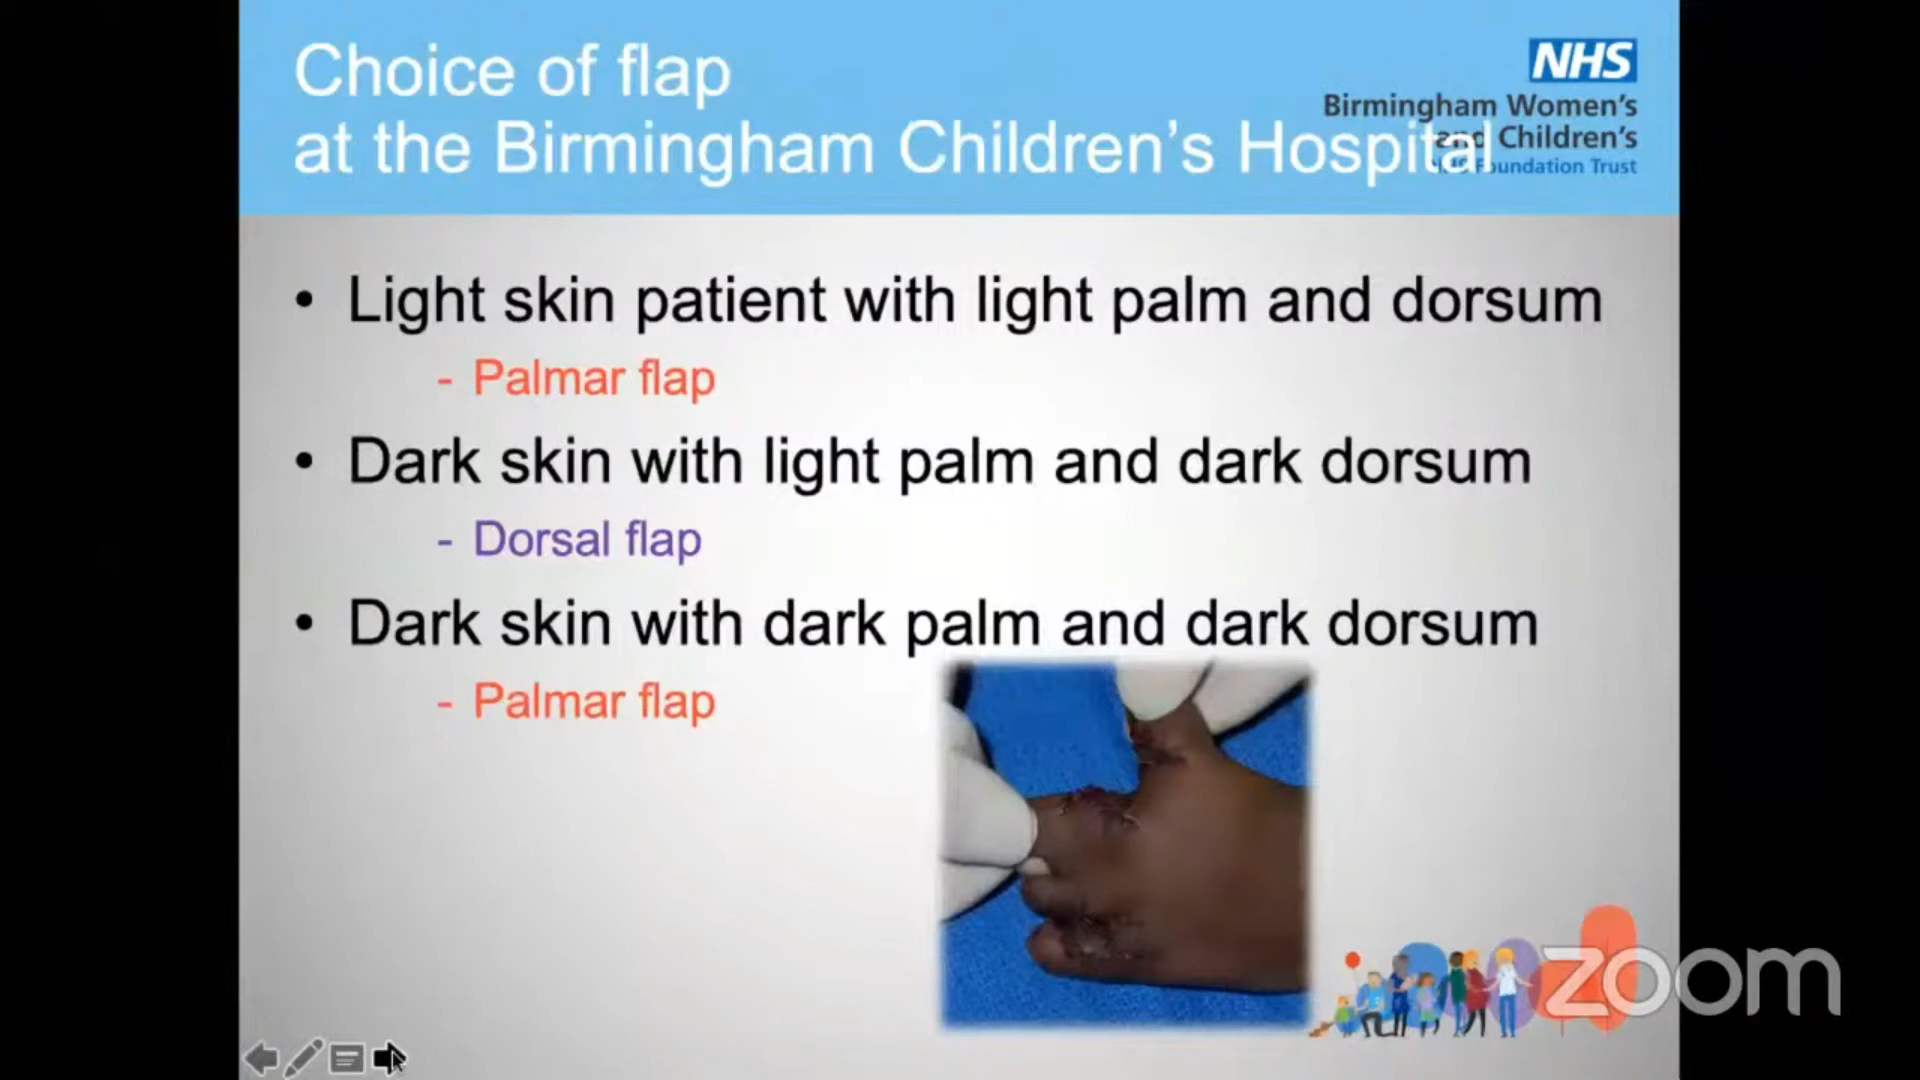 Choice of flap
at the Birmingham Children's Hospital
NHS
Birmingham Women's
and Children's
NHS Foundation Trust
• Light skin patient with light palm and dorsum
- Palmar flap
• Dark skin with light palm and dark dorsum
- Dorsal flap
• Dark skin with dark palm and dark dorsum
- Palmar flap
zoom